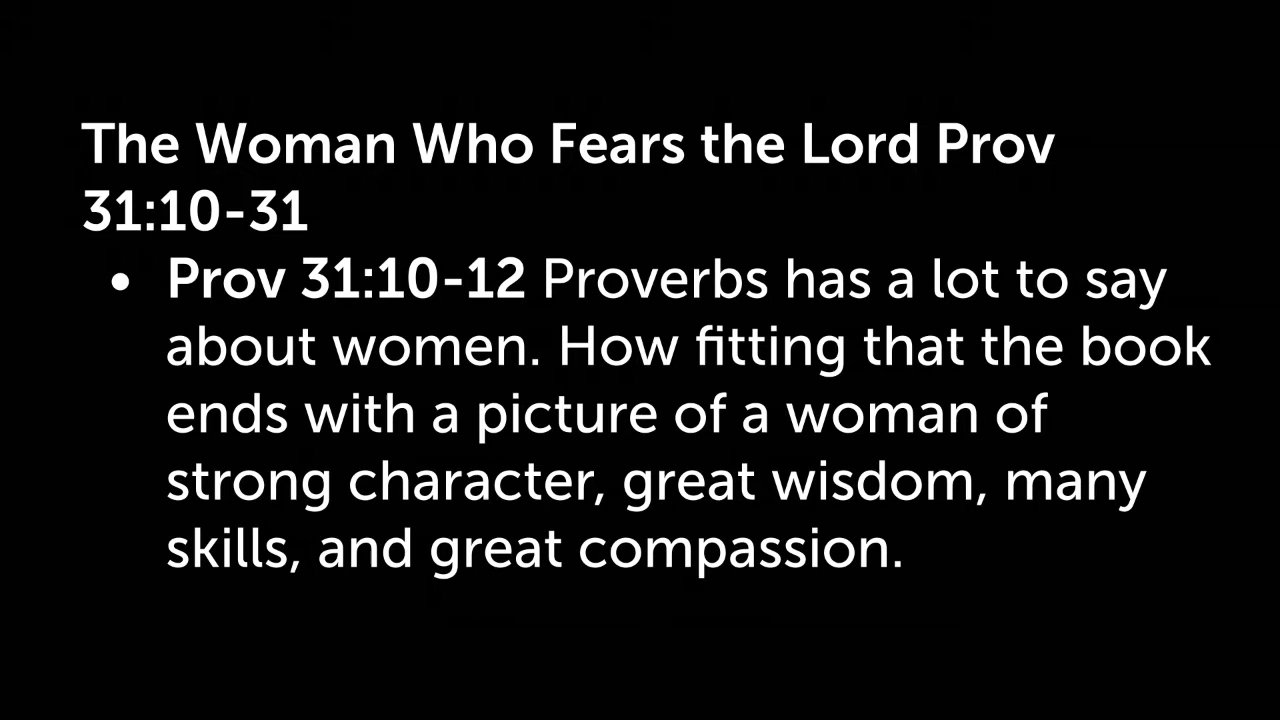 The Woman Who Fears the Lord Prov
31:10-31
• Prov 31:10-12 Proverbs has a lot to say
about women. How fitting that the book
ends with a picture of a woman of
strong character, great wisdom, many
skills, and great compassion.